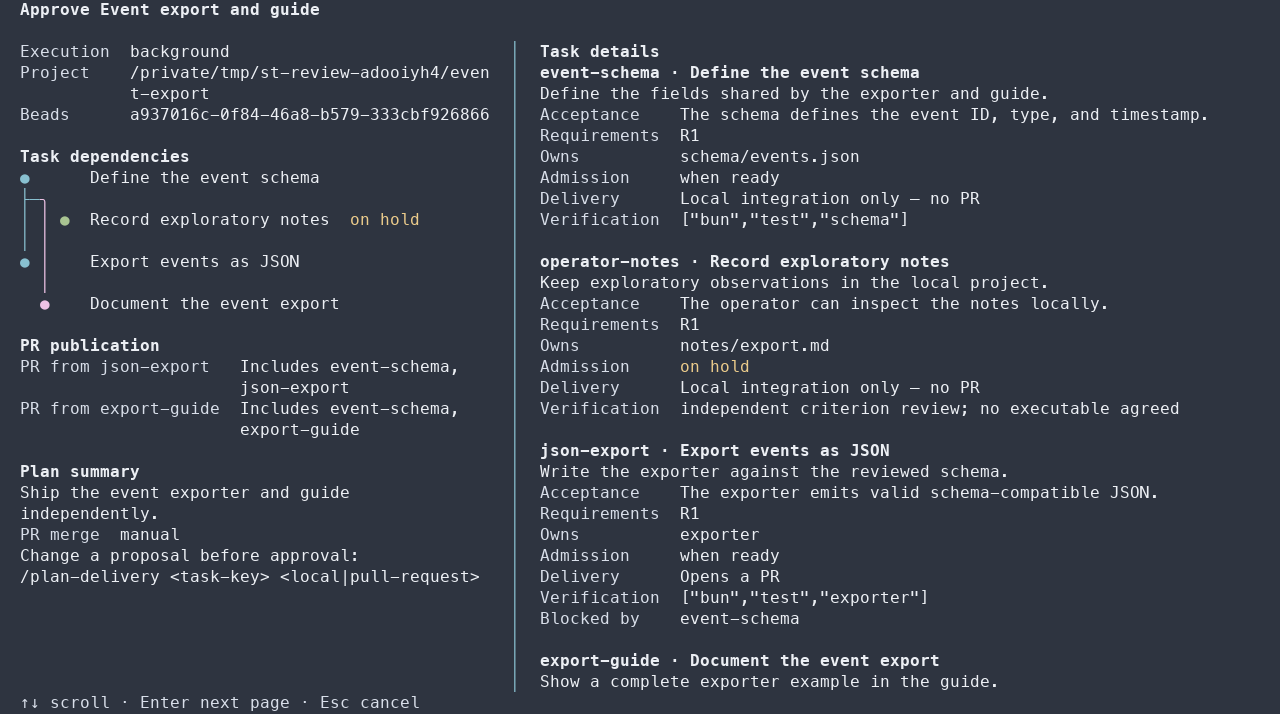 Approve Event export and guide
Execution  background
Project    /private/tmp/st-review-adooiyh4/even
t-export
Beads      a937016c-0f84-46a8-b579-333cbf926866
Task dependencies
Define the event schema
Record exploratory notes  on hold
Export events as JSON
Document the event export
PR publication
PR from json-export   Includes event-schema,
json-export
PR from export-guide  Includes event-schema,
export-guide
Plan summary
Ship the event exporter and guide
independently.
PR merge  manual
Change a proposal before approval:
/plan-delivery <task-key> <local|pull-request>
Task details
event-schema · Define the event schema
Define the fields shared by the exporter and guide.
Acceptance    The schema defines the event ID, type, and timestamp.
Requirements  R1
Owns          schema/events.json
Admission     when ready
Delivery      Local integration only — no PR
Verification  ["bun","test","schema"]
operator-notes · Record exploratory notes
Keep exploratory observations in the local project.
Acceptance    The operator can inspect the notes locally.
Requirements  R1
Owns          notes/export.md
Admission     on hold
Delivery      Local integration only — no PR
Verification  independent criterion review; no executable agreed
json-export · Export events as JSON
Write the exporter against the reviewed schema.
Acceptance    The exporter emits valid schema-compatible JSON.
Requirements  R1
Owns          exporter
Admission     when ready
Delivery      Opens a PR
Verification  ["bun","test","exporter"]
Blocked by    event-schema
export-guide · Document the event export
Show a complete exporter example in the guide.
↑↓ scroll · Enter next page · Esc cancel